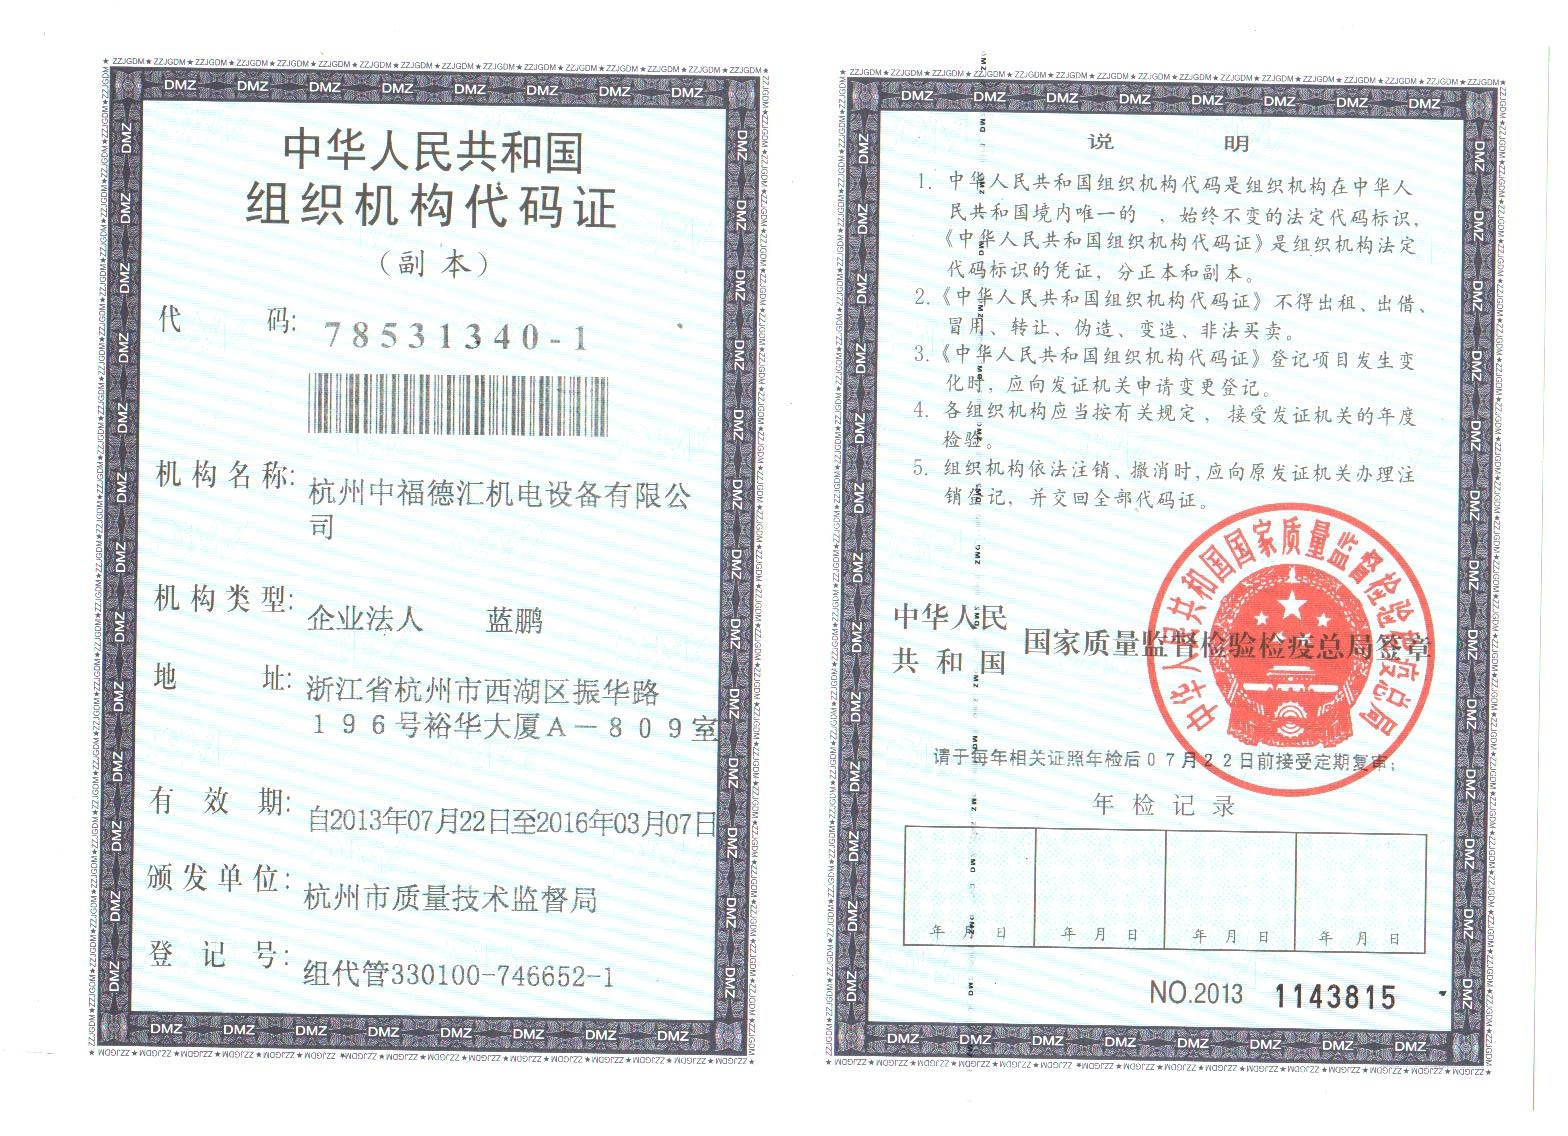 中华人民共和国
组织机构代码证
（副本）
代 码: 78531340-1
机构名称: 杭州中福德汇机电设备有限公
司
机构类型: 企业法人 蓝鹏
地 址: 浙江省杭州市西湖区振华路
196号裕华大厦A—809室
有 效 期: 自2013年07月22日至2016年03月07日
颁发单位: 杭州市质量技术监督局
登 记 号: 组代管330100-746652-1
说 明
1. 中华人民共和国组织机构代码是组织机构在中华人
民共和国境内唯一的 ，始终不变的法定代码标识，
《中华人民共和国组织机构代码证》是组织机构法定
代码标识的凭证，分正本和副本。
2.《中华人民共和国组织机构代码证》不得出租、出借、
冒用、转让、伪造、变造、非法买卖。
3.《中华人民共和国组织机构代码证》登记项目发生变
化时，应向发证机关申请变更登记。
4. 各组织机构应当按有关规定，接受发证机关的年度
检验。
5. 组织机构依法注销、撤消时,应向原发证机关办理注
销登记，并交回全部代码证。
中华人民共和国国家质量监督检验检疫总局
中华人民
共和国
国家质量监督检验检疫总局签章
请于每年相关证照年检后07月22日前接受定期复审;
年检记录
年 月 日 年 月 日 年 月 日 年 月 日
NO.2013 1143815